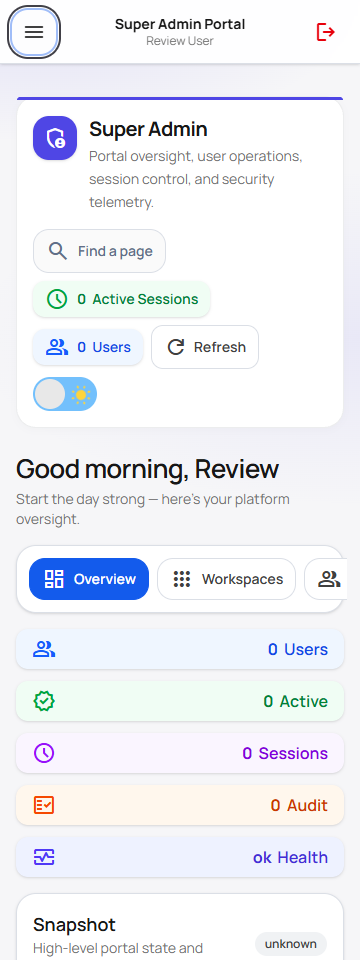 Super Admin Portal
Review User
Super Admin
Portal oversight, user operations,
session control, and security
telemetry.
Find a page
0 Active Sessions
0 Users
Refresh
Good morning, Review
Start the day strong — here's your platform
oversight.
Overview
Workspaces
0 Users
0 Active
0 Sessions
0 Audit
ok Health
Snapshot
High-level portal state and
unknown